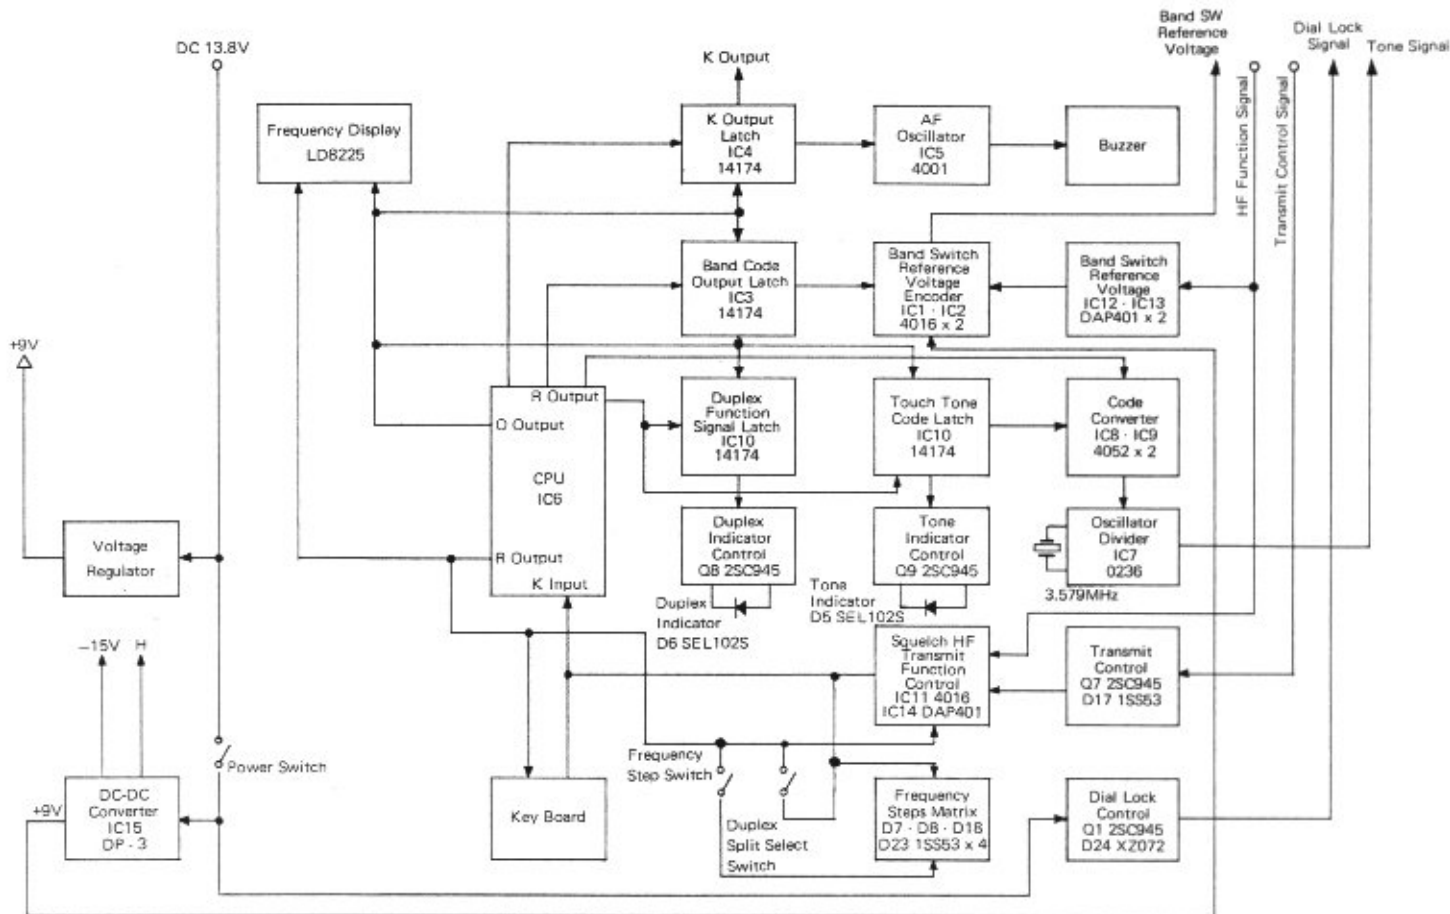 Band SW
Reference
Voltage
Dial Lock
Signal
Tone Signal
DC 13.8V
K Output
HF Function Signal
Transmit Control Signal
Frequency Display
LD8225
K Output
Latch
IC4
14174
AF
Oscillator
IC5
4001
Buzzer
Band Code
Output Latch
IC3
14174
Band Switch
Reference
Voltage
Encoder
IC1 · IC2
4016 x 2
Band Switch
Reference
Voltage
IC12 · IC13
DAP401 x 2
+9V
R Output
O Output
CPU
IC6
R Output
K Input
Duplex
Function
Signal Latch
IC10
14174
Touch Tone
Code Latch
IC10
14174
Code
Converter
IC8 · IC9
4052 x 2
Voltage
Regulator
Duplex
Indicator
Control
Q8 2SC945
Tone
Indicator
Control
Q9 2SC945
Oscillator
Divider
IC7
0236
3.579MHz
Duplex
Indicator
D6 SEL102S
Tone
Indicator
D5 SEL102S
−15V
H
Squelch HF
Transmit
Function
Control
IC11 4016
IC14 DAP401
Transmit
Control
Q7 2SC945
D17 1SS53
Power Switch
Frequency
Step Switch
+9V
DC-DC
Converter
IC15
DP - 3
Key Board
Duplex
Split Select
Switch
Frequency
Steps Matrix
D7 · D8 · D16
D23 1SS53 x 4
Dial Lock
Control
Q1 2SC945
D24 XZ072